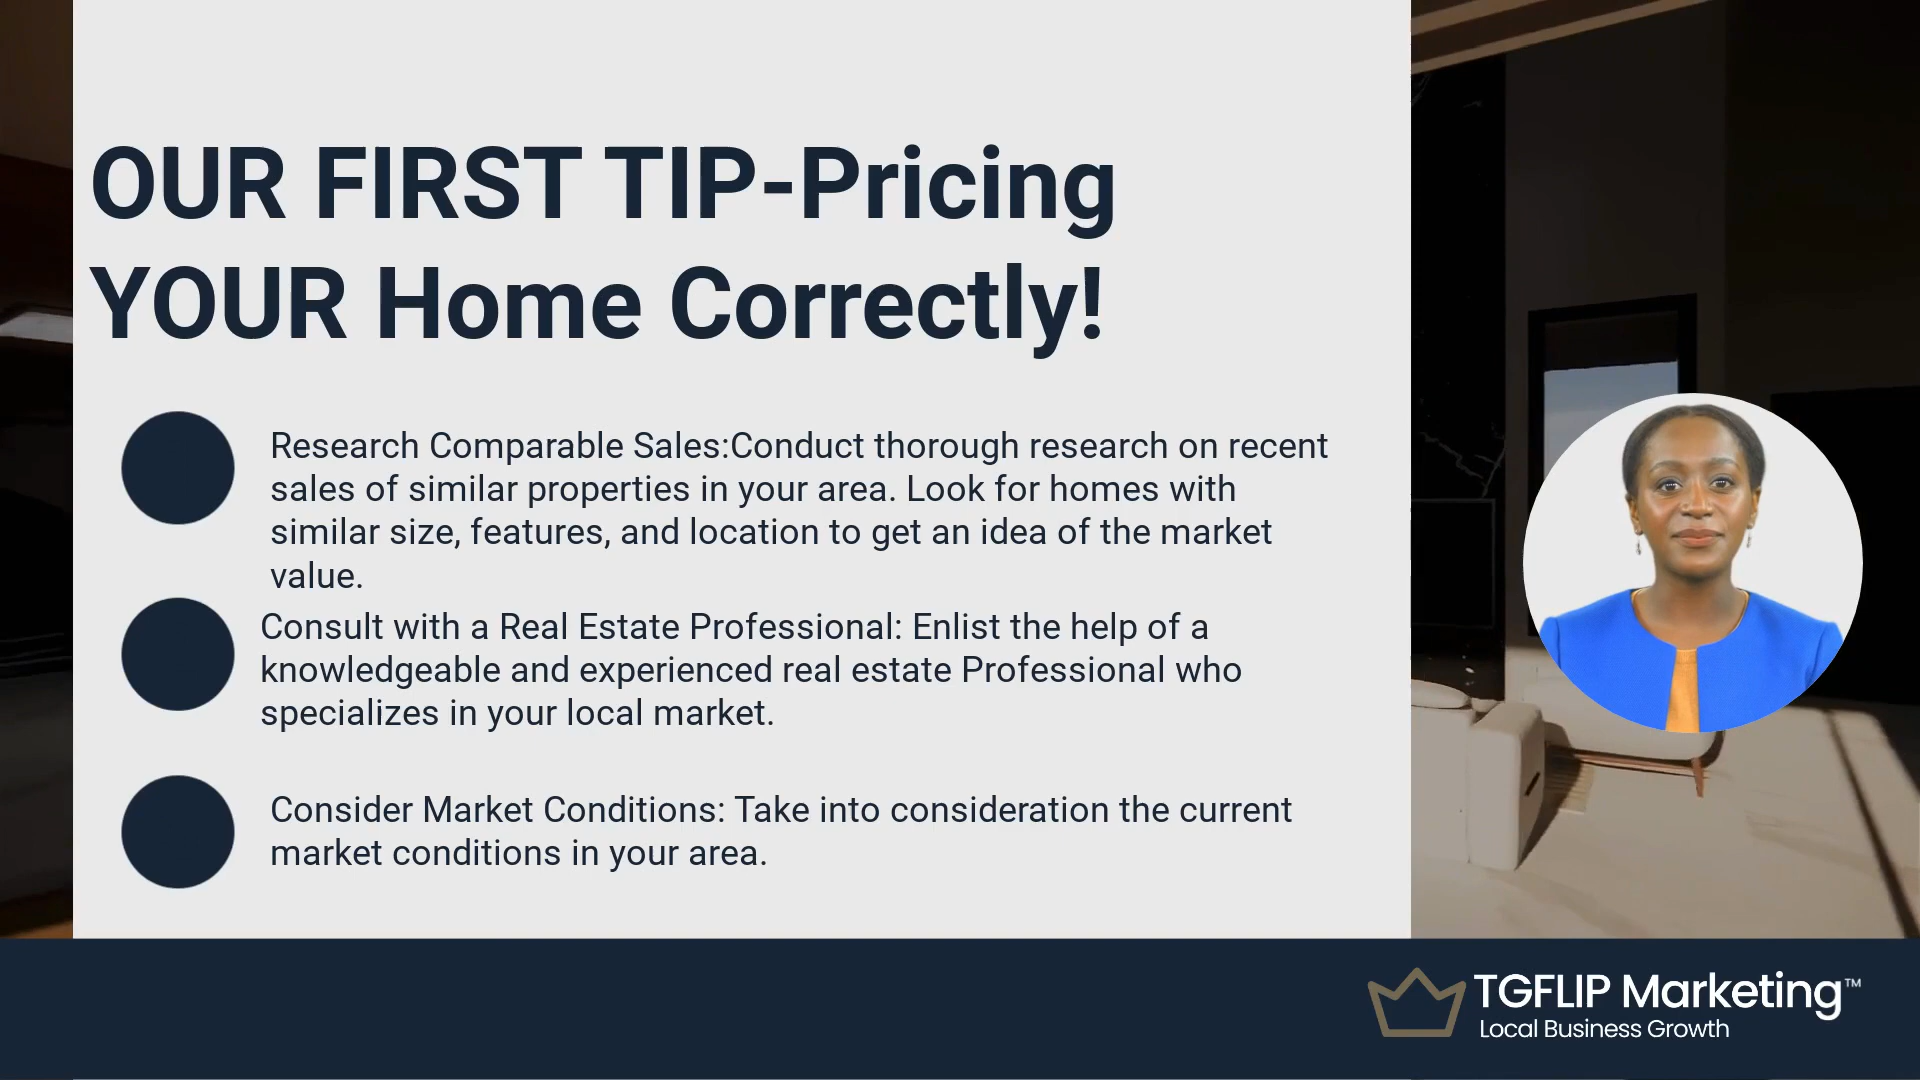 OUR FIRST TIP-Pricing
YOUR Home Correctly!
Research Comparable Sales:Conduct thorough research on recent
sales of similar properties in your area. Look for homes with
similar size, features, and location to get an idea of the market
value.
Consult with a Real Estate Professional: Enlist the help of a
knowledgeable and experienced real estate Professional who
specializes in your local market.
Consider Market Conditions: Take into consideration the current
market conditions in your area.
TGFLIP Marketing™
Local Business Growth